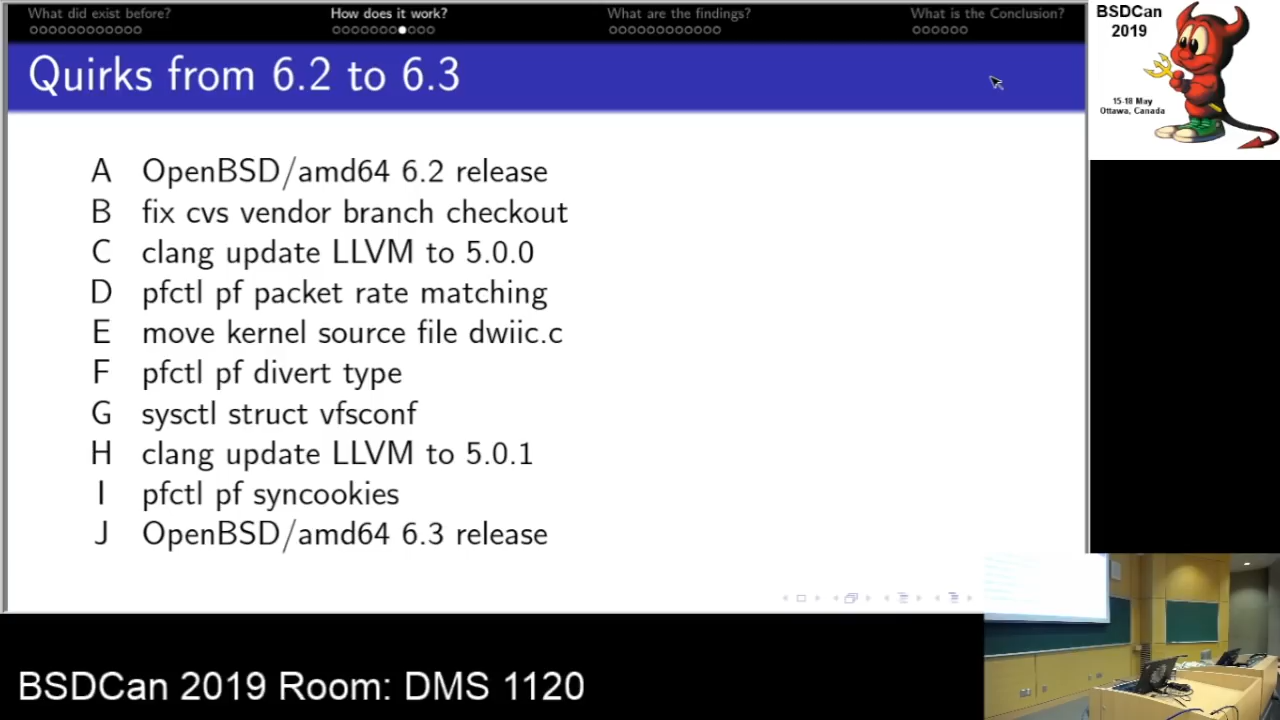 What did exist before? How does it work? What are the findings? What is the Conclusion?
Quirks from 6.2 to 6.3
A OpenBSD/amd64 6.2 release
B fix cvs vendor branch checkout
C clang update LLVM to 5.0.0
D pfctl pf packet rate matching
E move kernel source file dwiic.c
F pfctl pf divert type
G sysctl struct vfsconf
H clang update LLVM to 5.0.1
I pfctl pf syncookies
J OpenBSD/amd64 6.3 release
BSDCan
2019
15-18 May
Ottawa, Canada
BSDCan 2019 Room: DMS 1120